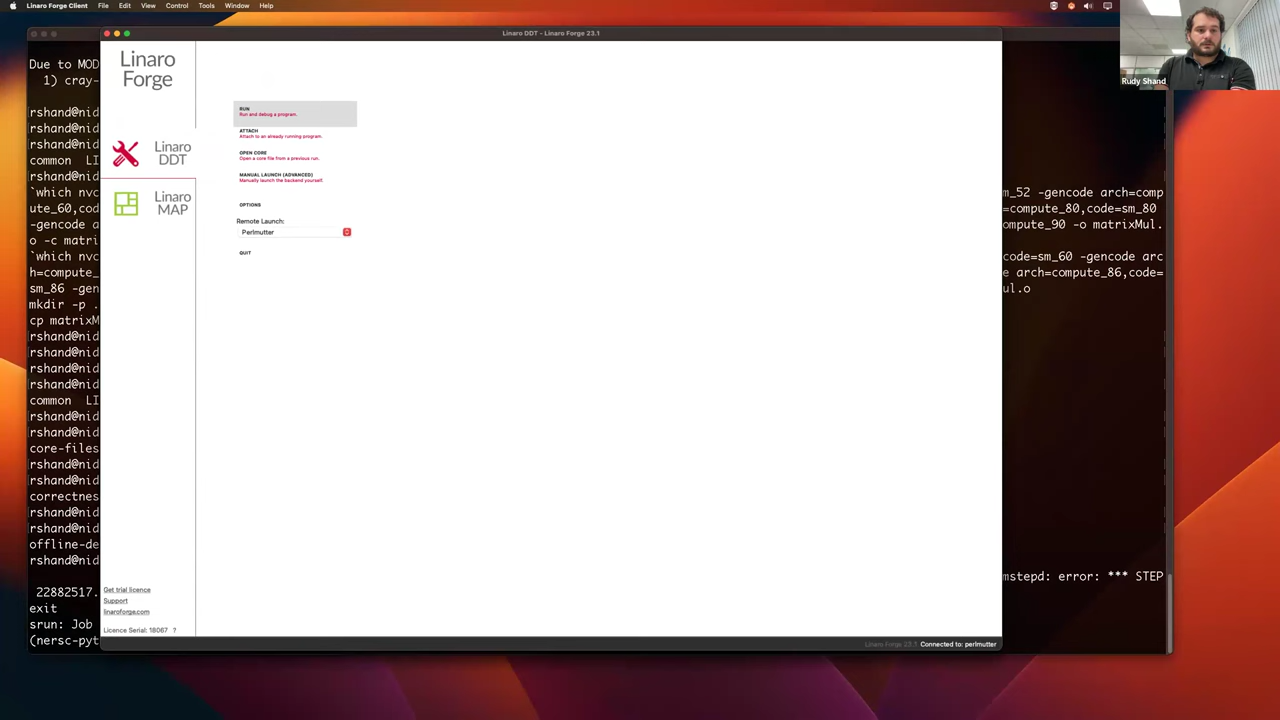 Linaro Forge Client File Edit View Control Tools Window Help
Linaro DDT - Linaro Forge 23.1
Rudy Shand
Linaro
Forge
Linaro
DDT
Linaro
MAP
RUN
Run and debug a program.
ATTACH
Attach to an already running program.
OPEN CORE
Open a core file from a previous run.
MANUAL LAUNCH (ADVANCED)
Manually launch the backend yourself.
OPTIONS
Remote Launch:
Perlmutter
QUIT
Get trial licence
Support
linaroforge.com
Licence Serial: 18067 ?
Linaro Forge 23.1 Connected to: perlmutter
Due to MOD
1) cray-
rshand@nid
rshand@nid
rshand@nid
common LI
rshand@nid
`which nvc
ute_60,code
-gencode a
o -c matri
`which nvc
h=compute_
sm_86 -gen
mkdir -p .
cp matrixM
rshand@nid
rshand@nid
rshand@nid
rshand@nid
common LI
rshand@nid
rshand@nid
core-files
rshand@nid
rshand@nid
correctnes
rshand@nid
offline-de
rshand@nid
22882517.
exit
srun: Job
(nersc-pyt
sm_52 -gencode arch=comp
compute_80,code=sm_80
compute_90 -o matrixMul.
code=sm_60 -gencode arc
e arch=compute_86,code=
ul.o
mstepd: error: *** STEP